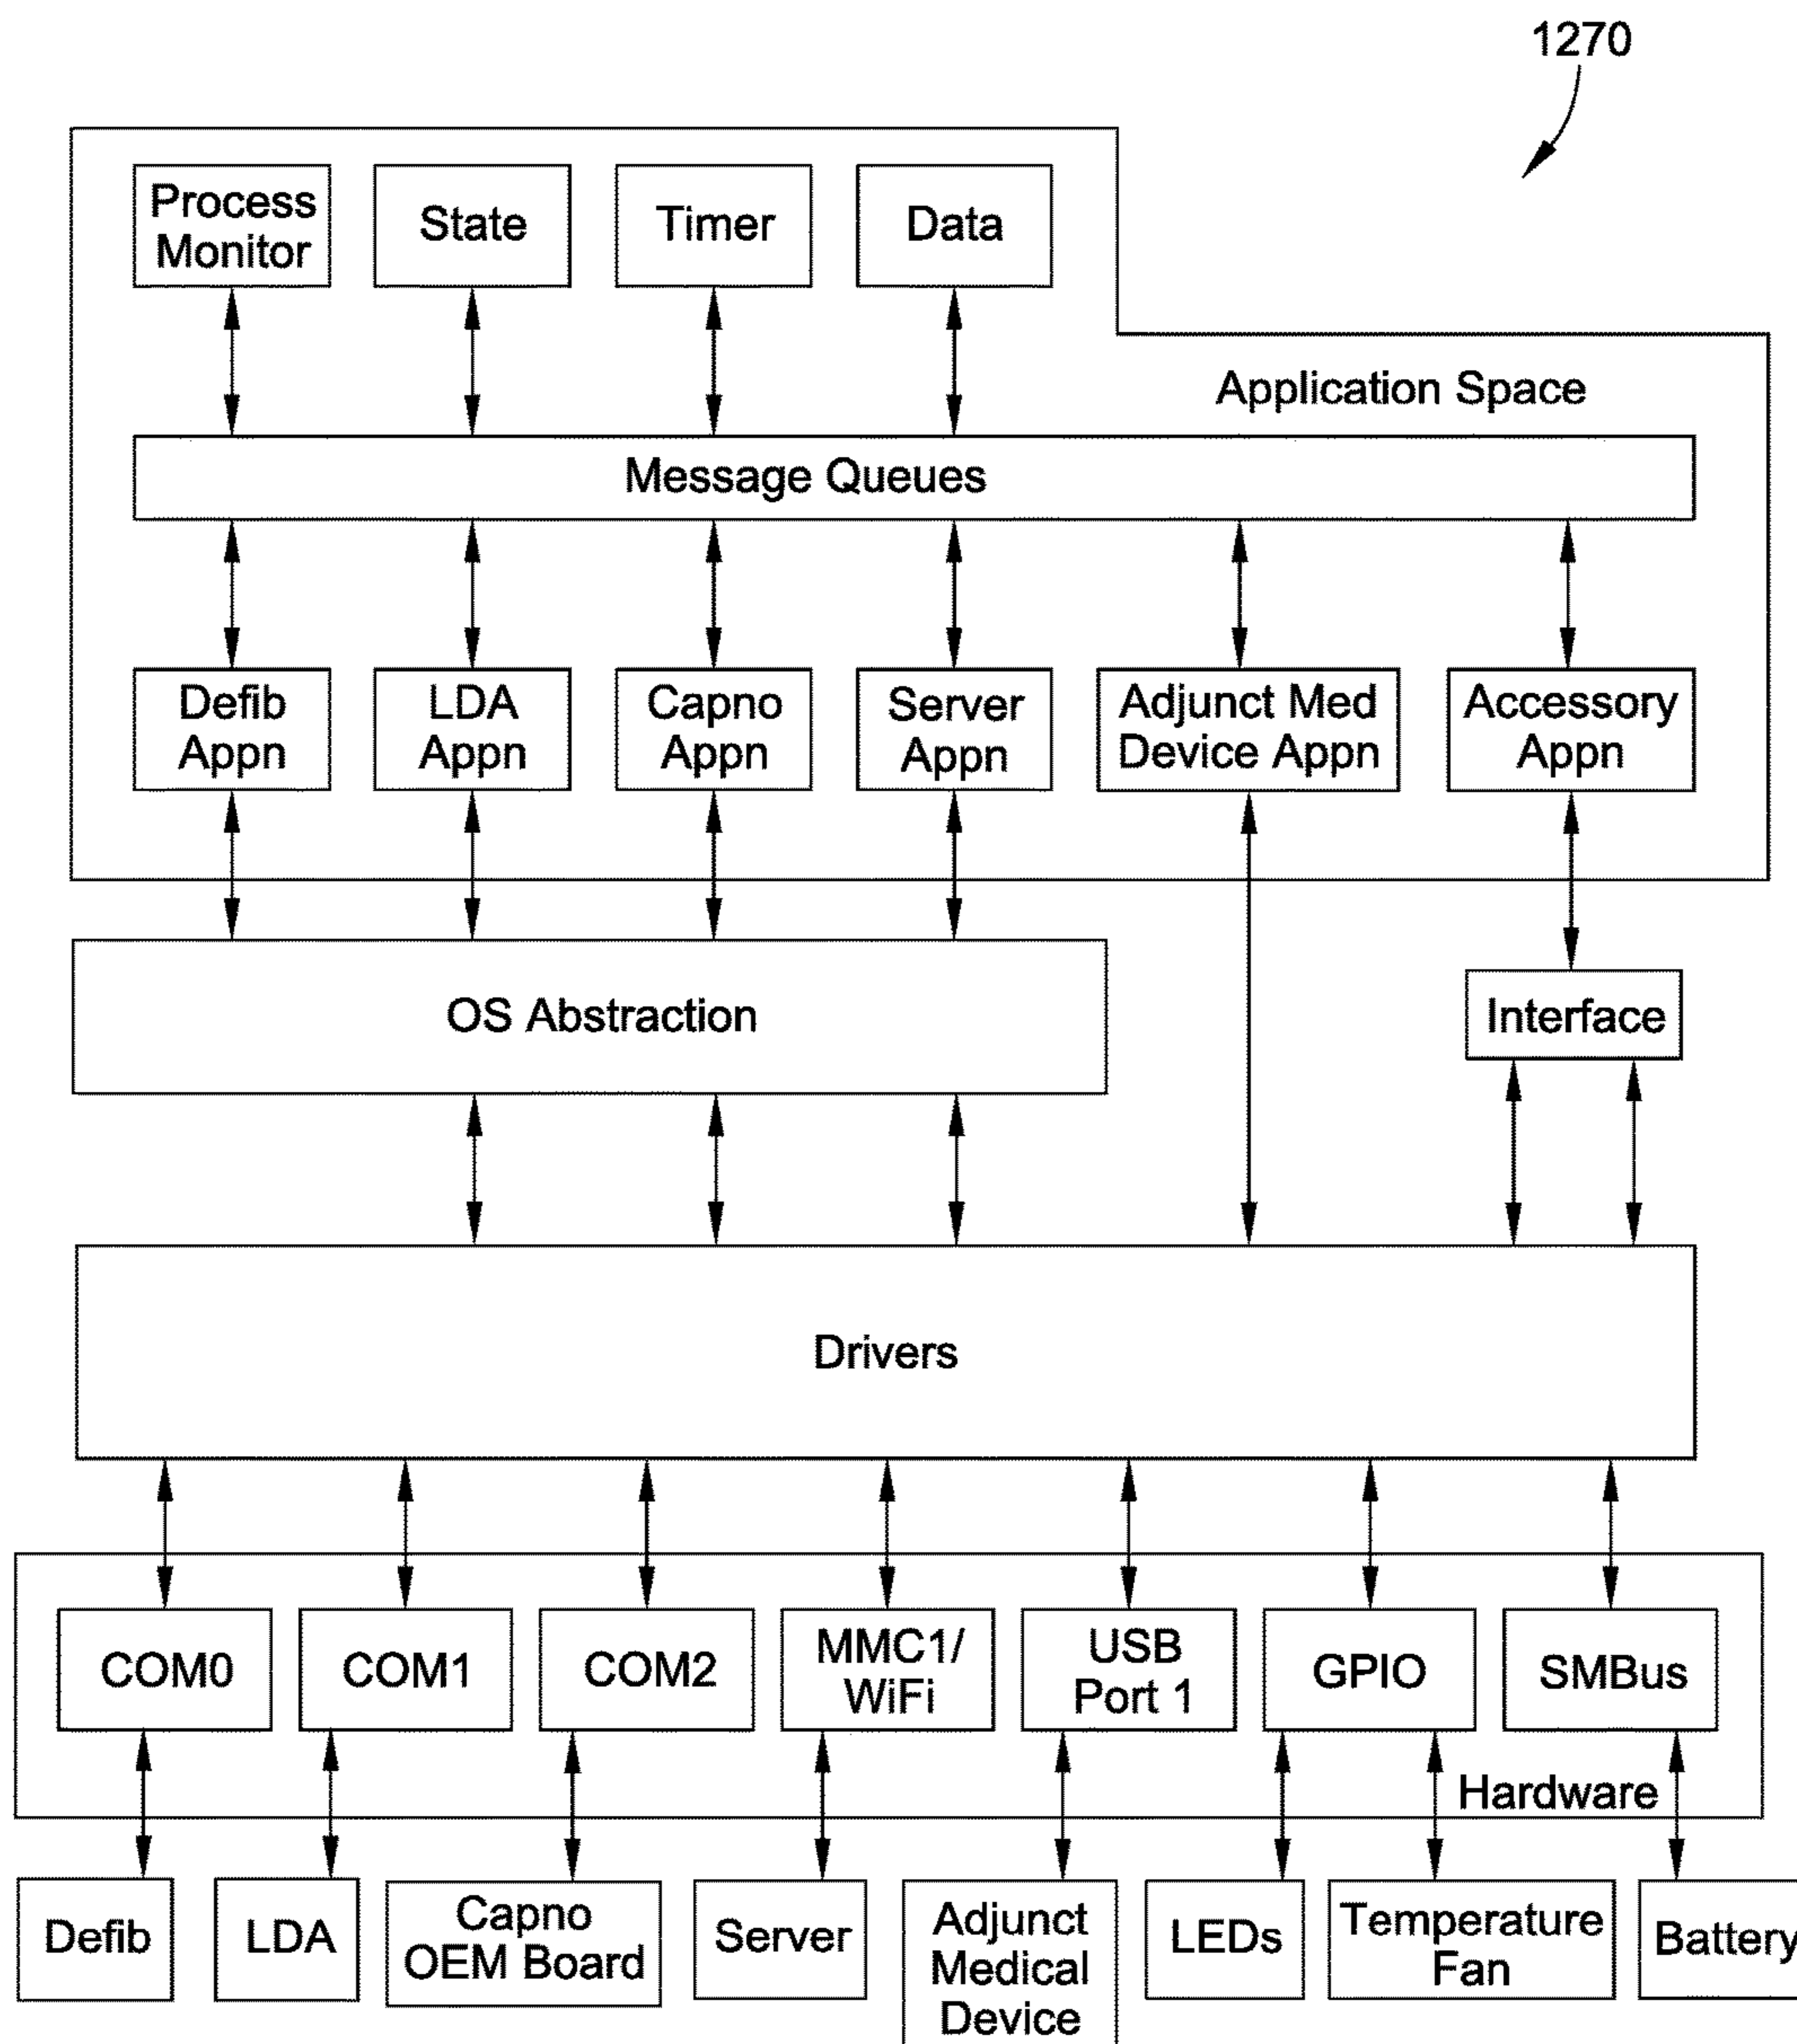 1270
Process
Monitor
State
Timer
Data
Application Space
Message Queues
Defib
Appn
LDA
Appn
Capno
Appn
Server
Appn
Adjunct Med
Device Appn
Accessory
Appn
OS Abstraction
Interface
Drivers
COM0
COM1
COM2
MMC1/
WiFi
USB
Port 1
GPIO
SMBus
Hardware
Defib
LDA
Capno
OEM Board
Server
Adjunct
Medical
Device
LEDs
Temperature
Fan
Battery